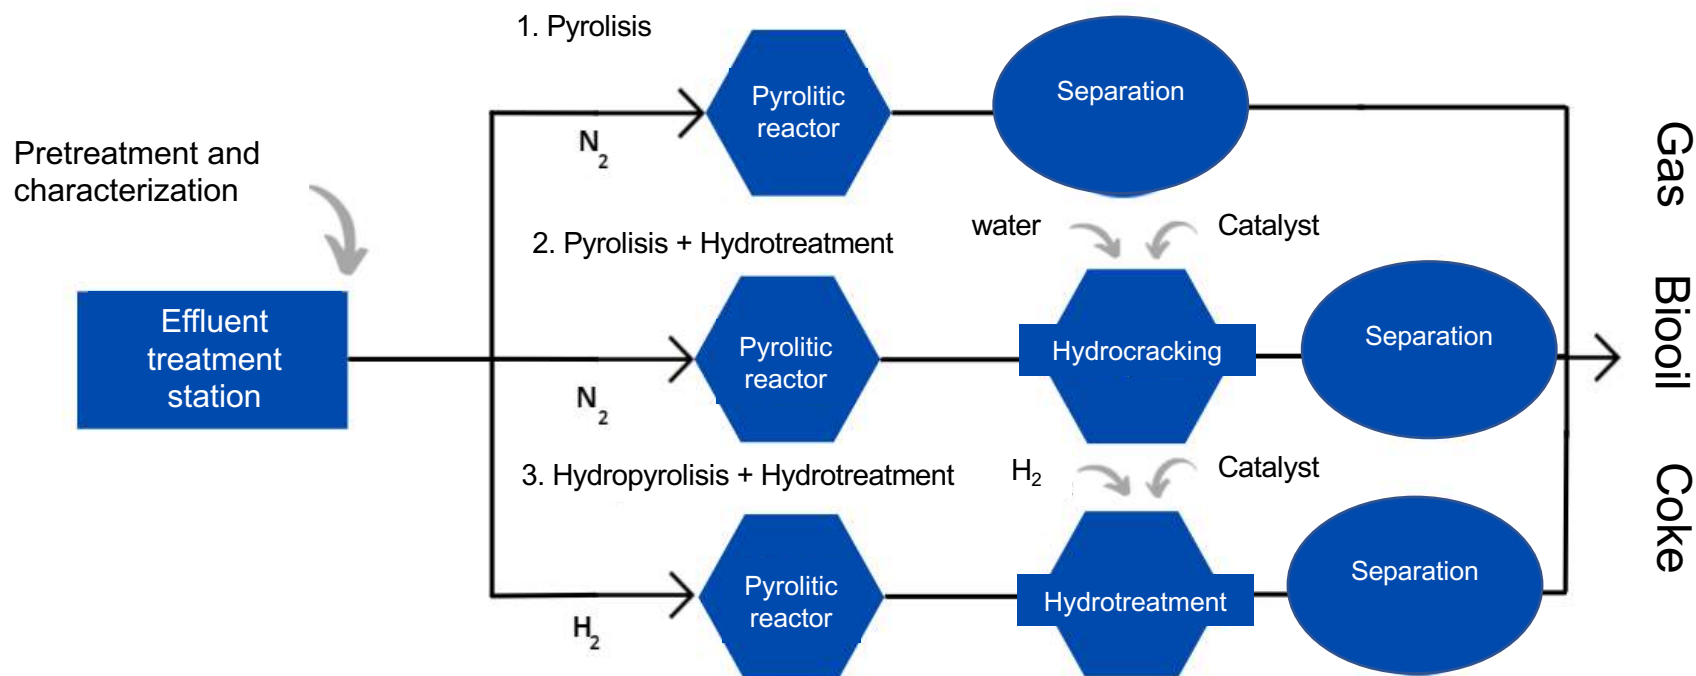 1. Pyrolisis
Pyrolitic
reactor
Separation
N2
Pretreatment and
characterization
Effluent
treatment
station
2. Pyrolisis + Hydrotreatment
water
Catalyst
Pyrolitic
reactor
Hydrocracking
Separation
N2
3. Hydropyrolisis + Hydrotreatment
H2
Catalyst
Pyrolitic
reactor
Hydrotreatment
Separation
H2
Gas
Biooil
Coke